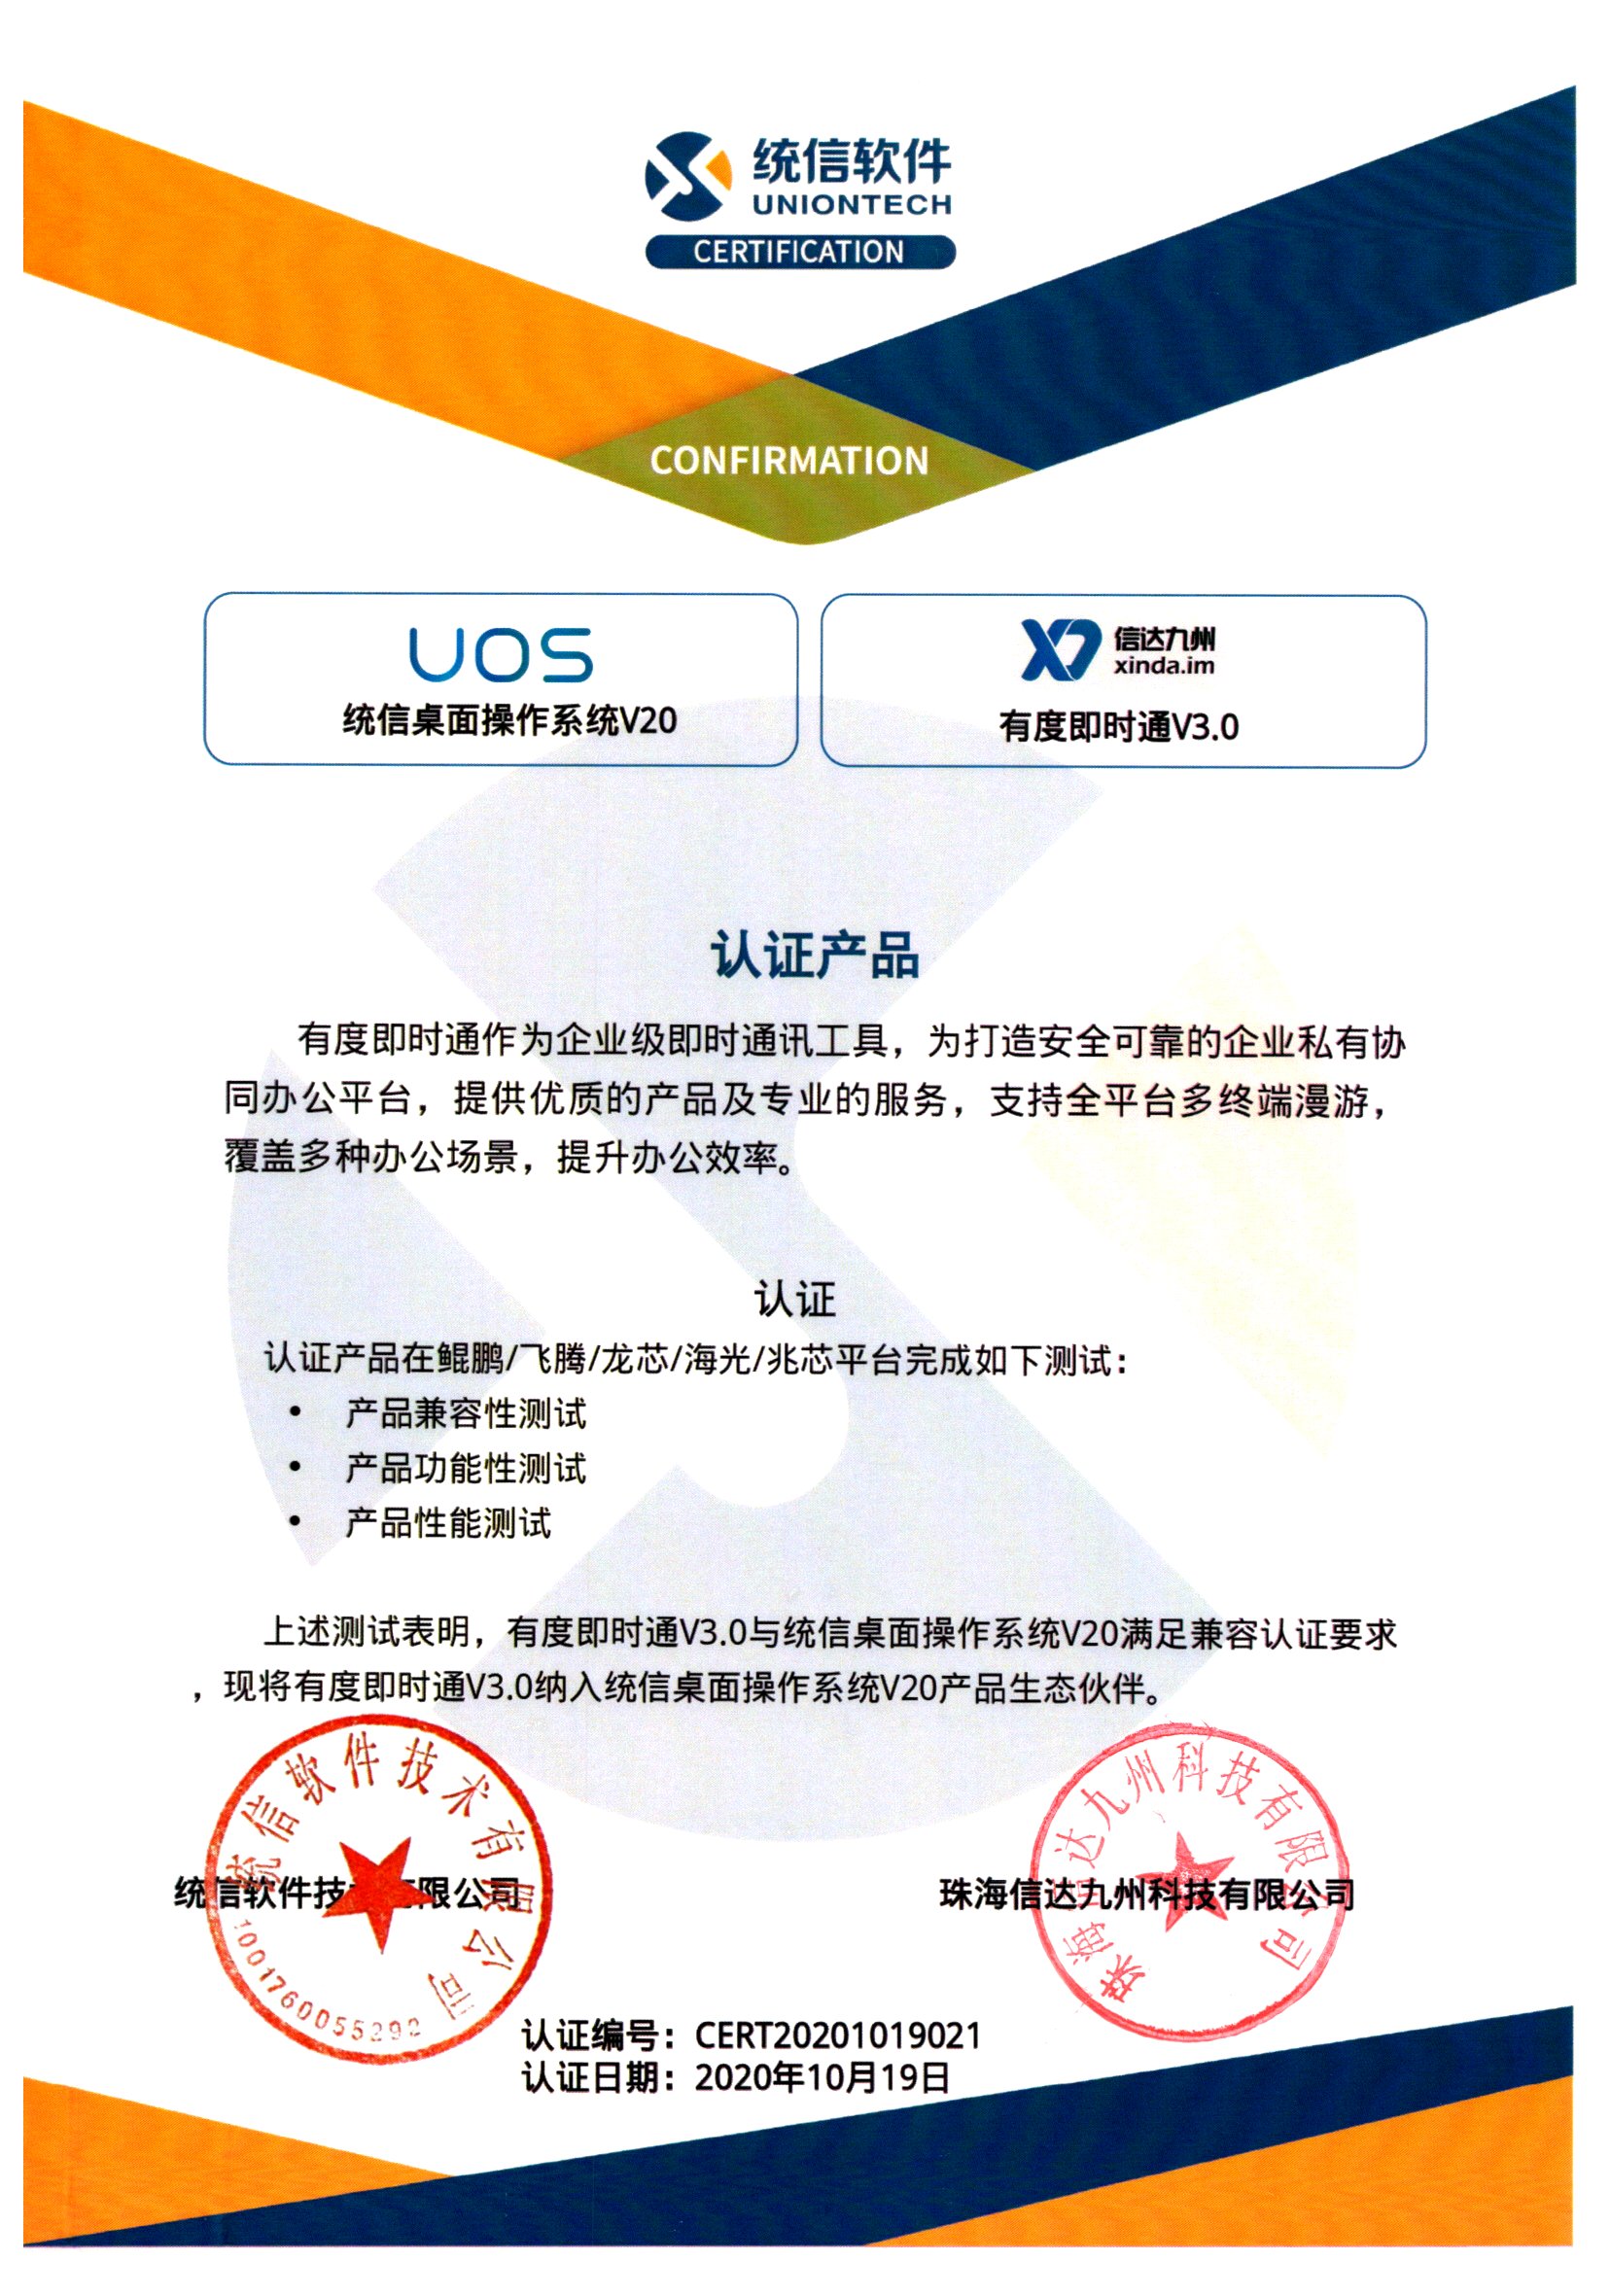 统信软件
UNIONTECH
CERTIFICATION
CONFIRMATION
UOS
统信桌面操作系统V20
信达九州
xinda.im
有度即时通V3.0
认证产品
有度即时通作为企业级即时通讯工具，为打造安全可靠的企业私有协
同办公平台，提供优质的产品及专业的服务，支持全平台多终端漫游，
覆盖多种办公场景，提升办公效率。
认证
认证产品在鲲鹏/飞腾/龙芯/海光/兆芯平台完成如下测试：
• 产品兼容性测试
• 产品功能性测试
• 产品性能测试
上述测试表明，有度即时通V3.0与统信桌面操作系统V20满足兼容认证要求
，现将有度即时通V3.0纳入统信桌面操作系统V20产品生态伙伴。
统信软件技术有限公司
统信软件技有限公司
珠海信达九州科技有限公司
珠海信达九州科技有限公司
认证编号：CERT20201019021
认证日期：2020年10月19日